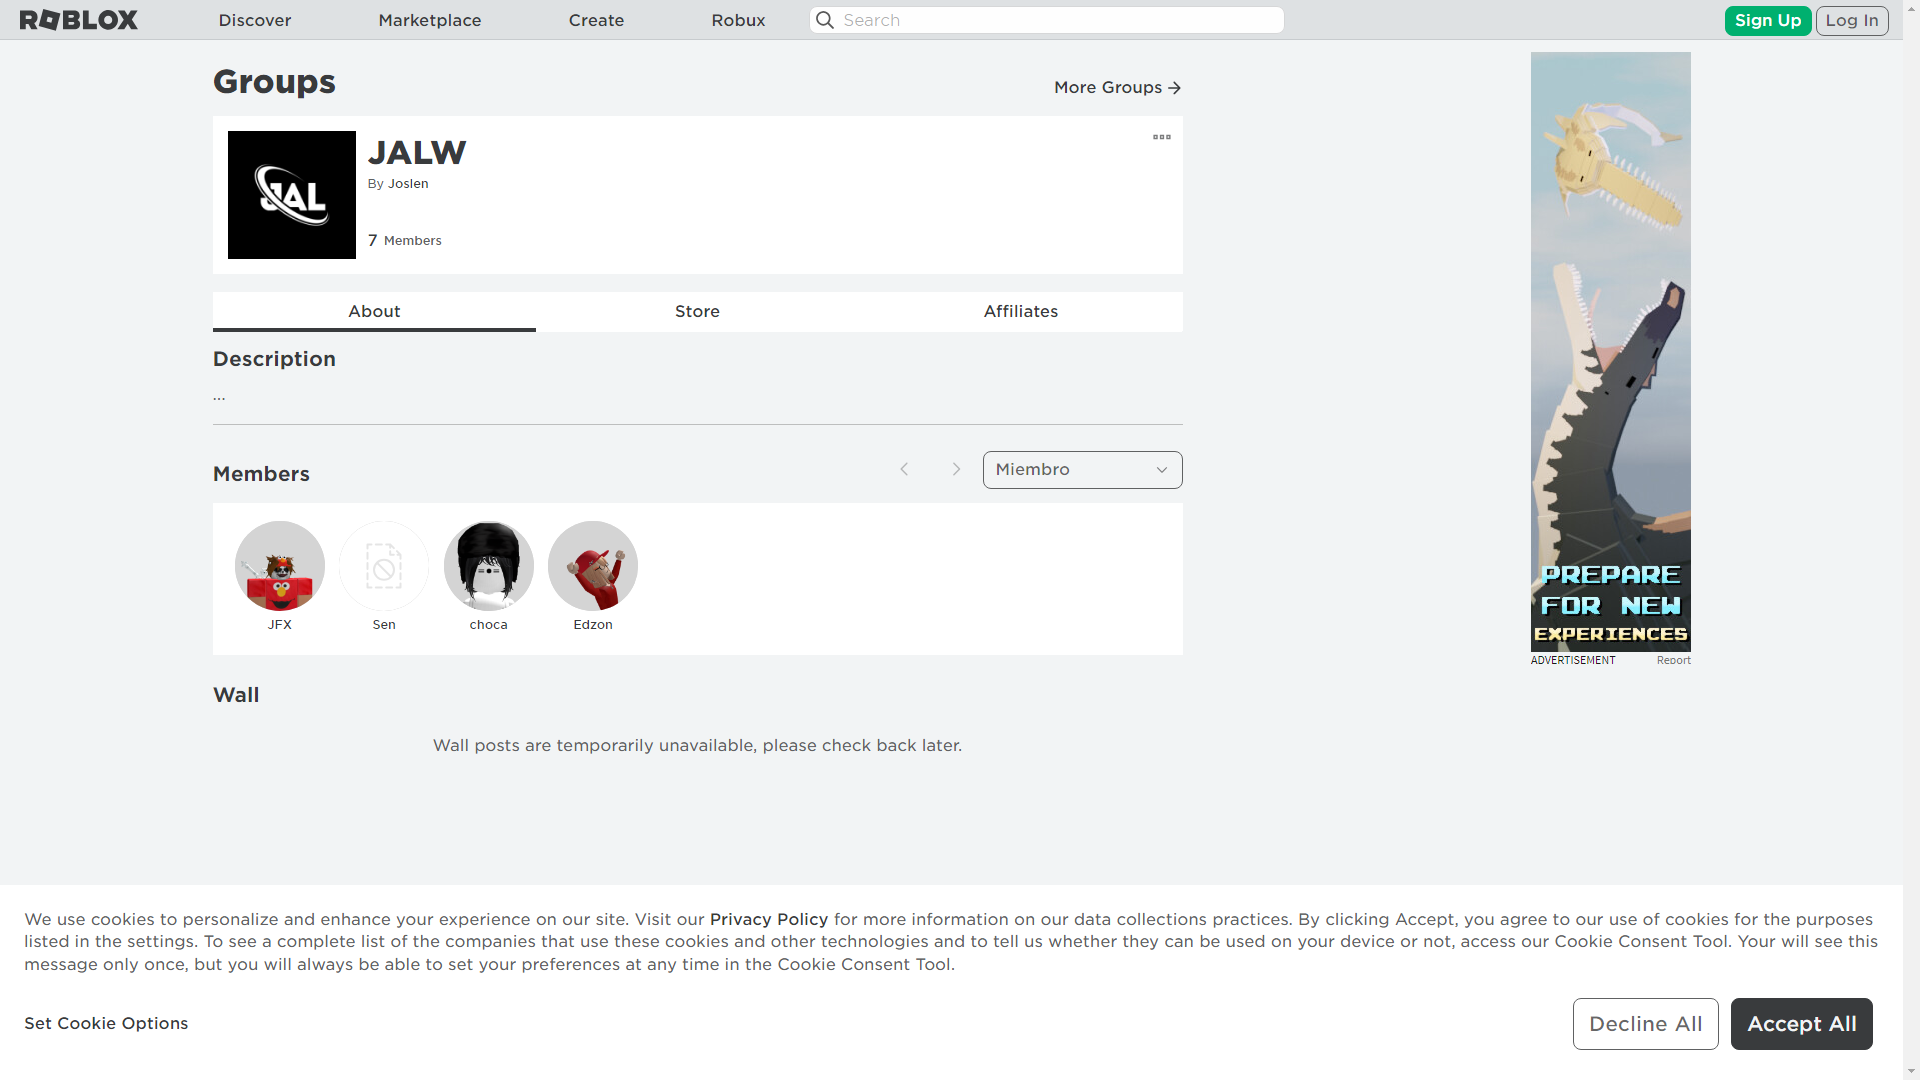 ROBLOX Discover Marketplace Create Robux Search Sign Up Log In
Groups
More Groups
JAL
JALW
By Joslen
7 Members
About Store Affiliates
Description
...
Members
Miembro
JFX Sen choca Edzon
Wall
Wall posts are temporarily unavailable, please check back later.
PREPARE
FOR NEW
EXPERIENCES
ADVERTISEMENT Report
We use cookies to personalize and enhance your experience on our site. Visit our Privacy Policy for more information on our data collections practices. By clicking Accept, you agree to our use of cookies for the purposes
listed in the settings. To see a complete list of the companies that use these cookies and other technologies and to tell us whether they can be used on your device or not, access our Cookie Consent Tool. Your will see this
message only once, but you will always be able to set your preferences at any time in the Cookie Consent Tool.
Set Cookie Options
Decline All
Accept All